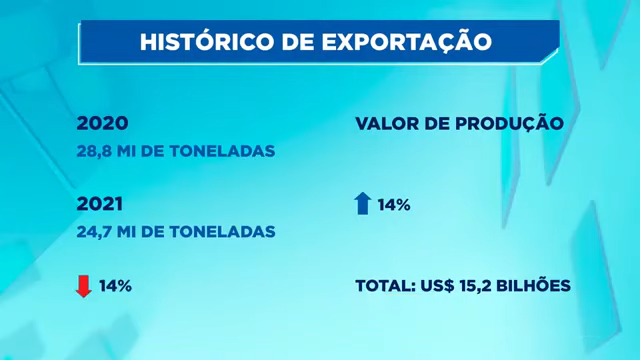 HISTÓRICO DE EXPORTAÇÃO
2020
28,8 MI DE TONELADAS
2021
24,7 MI DE TONELADAS
14%
VALOR DE PRODUÇÃO
14%
TOTAL: US$ 15,2 BILHÕES